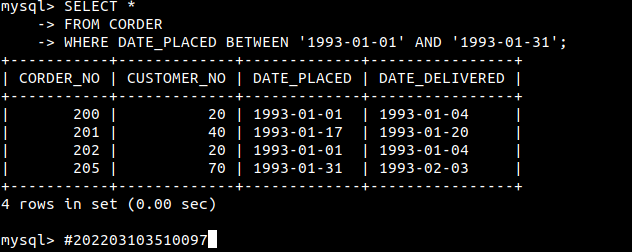 mysql> SELECT *
    -> FROM CORDER
    -> WHERE DATE_PLACED BETWEEN '1993-01-01' AND '1993-01-31';
+-----------+-------------+-------------+----------------+
| CORDER_NO | CUSTOMER_NO | DATE_PLACED | DATE_DELIVERED |
+-----------+-------------+-------------+----------------+
|       200 |          20 | 1993-01-01  | 1993-01-04     |
|       201 |          40 | 1993-01-17  | 1993-01-20     |
|       202 |          20 | 1993-01-01  | 1993-01-04     |
|       205 |          70 | 1993-01-31  | 1993-02-03     |
+-----------+-------------+-------------+----------------+
4 rows in set (0.00 sec)
mysql> #202203103510097